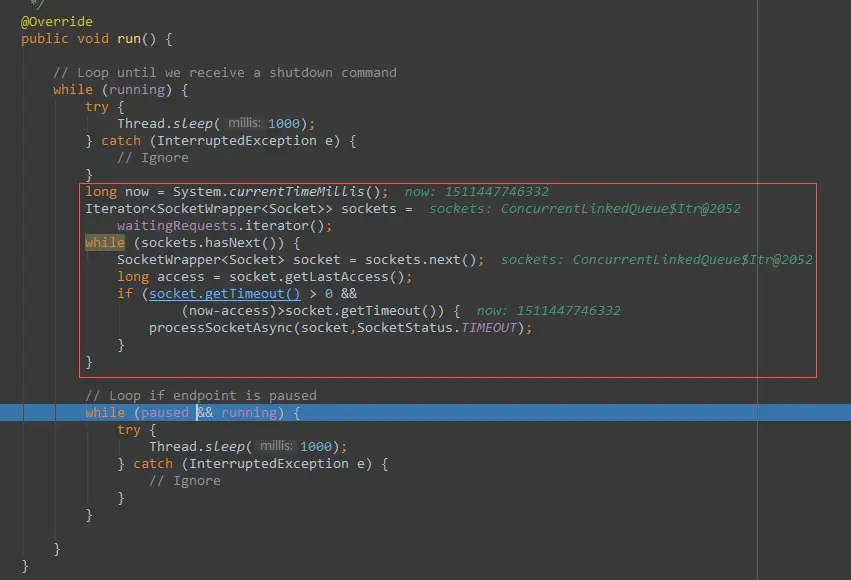 */
@Override
public void run() {
// Loop until we receive a shutdown command
while (running) {
try {
Thread.sleep( millis: 1000);
} catch (InterruptedException e) {
// Ignore
}
long now = System.currentTimeMillis(); now: 1511447746332
Iterator<SocketWrapper<Socket>> sockets = sockets: ConcurrentLinkedQueue$Itr@2052
waitingRequests.iterator();
while (sockets.hasNext()) {
SocketWrapper<Socket> socket = sockets.next(); sockets: ConcurrentLinkedQueue$Itr@2052
long access = socket.getLastAccess();
if (socket.getTimeout() > 0 &&
(now-access)>socket.getTimeout()) { now: 1511447746332
processSocketAsync(socket,SocketStatus.TIMEOUT);
}
}
// Loop if endpoint is paused
while (paused && running) {
try {
Thread.sleep( millis: 1000);
} catch (InterruptedException e) {
// Ignore
}
}
}
}